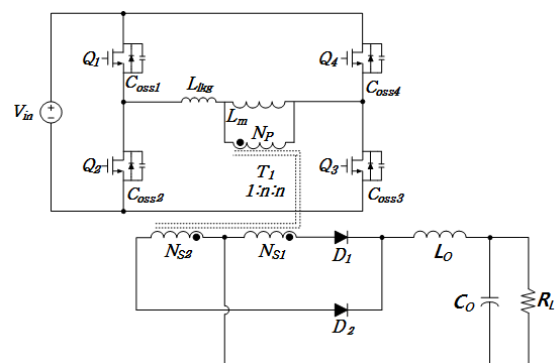 Q1
Coss1
Q4
Coss4
Llkg
Lm
NP
Vin
Q2
Coss2
T1
1:n:n
Q3
Coss3
NS2
NS1
D1
LO
D2
CO
RL